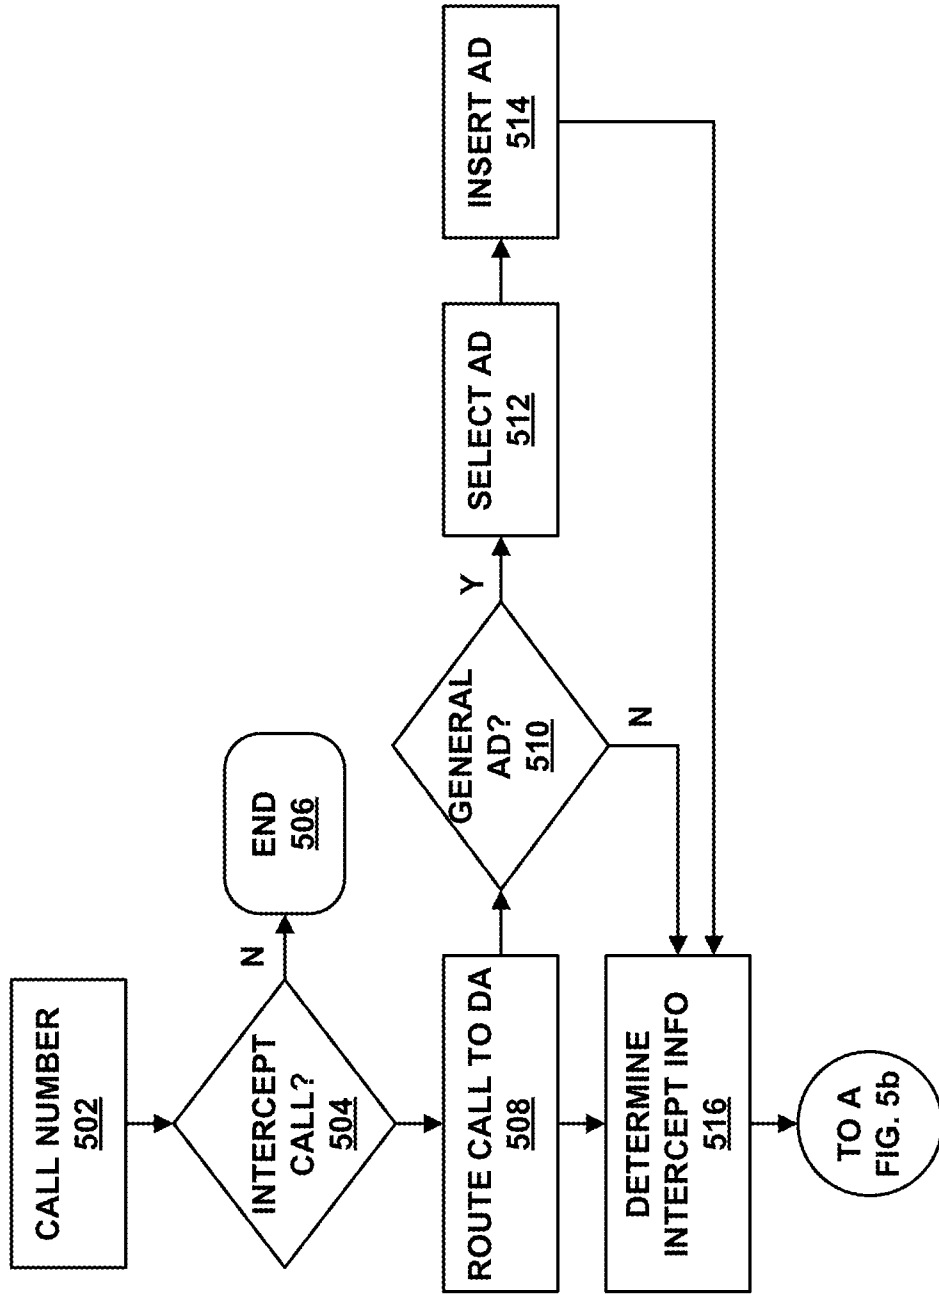 CALL NUMBER
502
INTERCEPT
CALL?
504
N
END
506
ROUTE CALL TO DA
508
GENERAL
AD?
510
Y
SELECT AD
512
INSERT AD
514
N
DETERMINE
INTERCEPT INFO
516
TO A
FIG. 5b